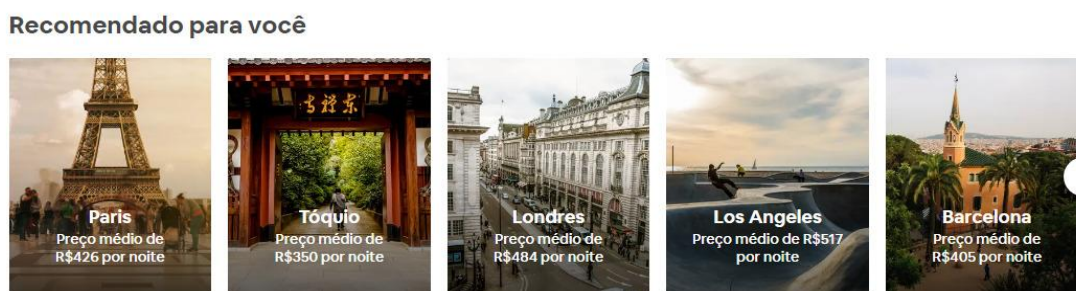 Recomendado para você
Paris
Preço médio de
R$426 por noite
Tóquio
Preço médio de
R$350 por noite
Londres
Preço médio de
R$484 por noite
Los Angeles
Preço médio de R$517
por noite
Barcelona
Preço médio de
R$405 por noite